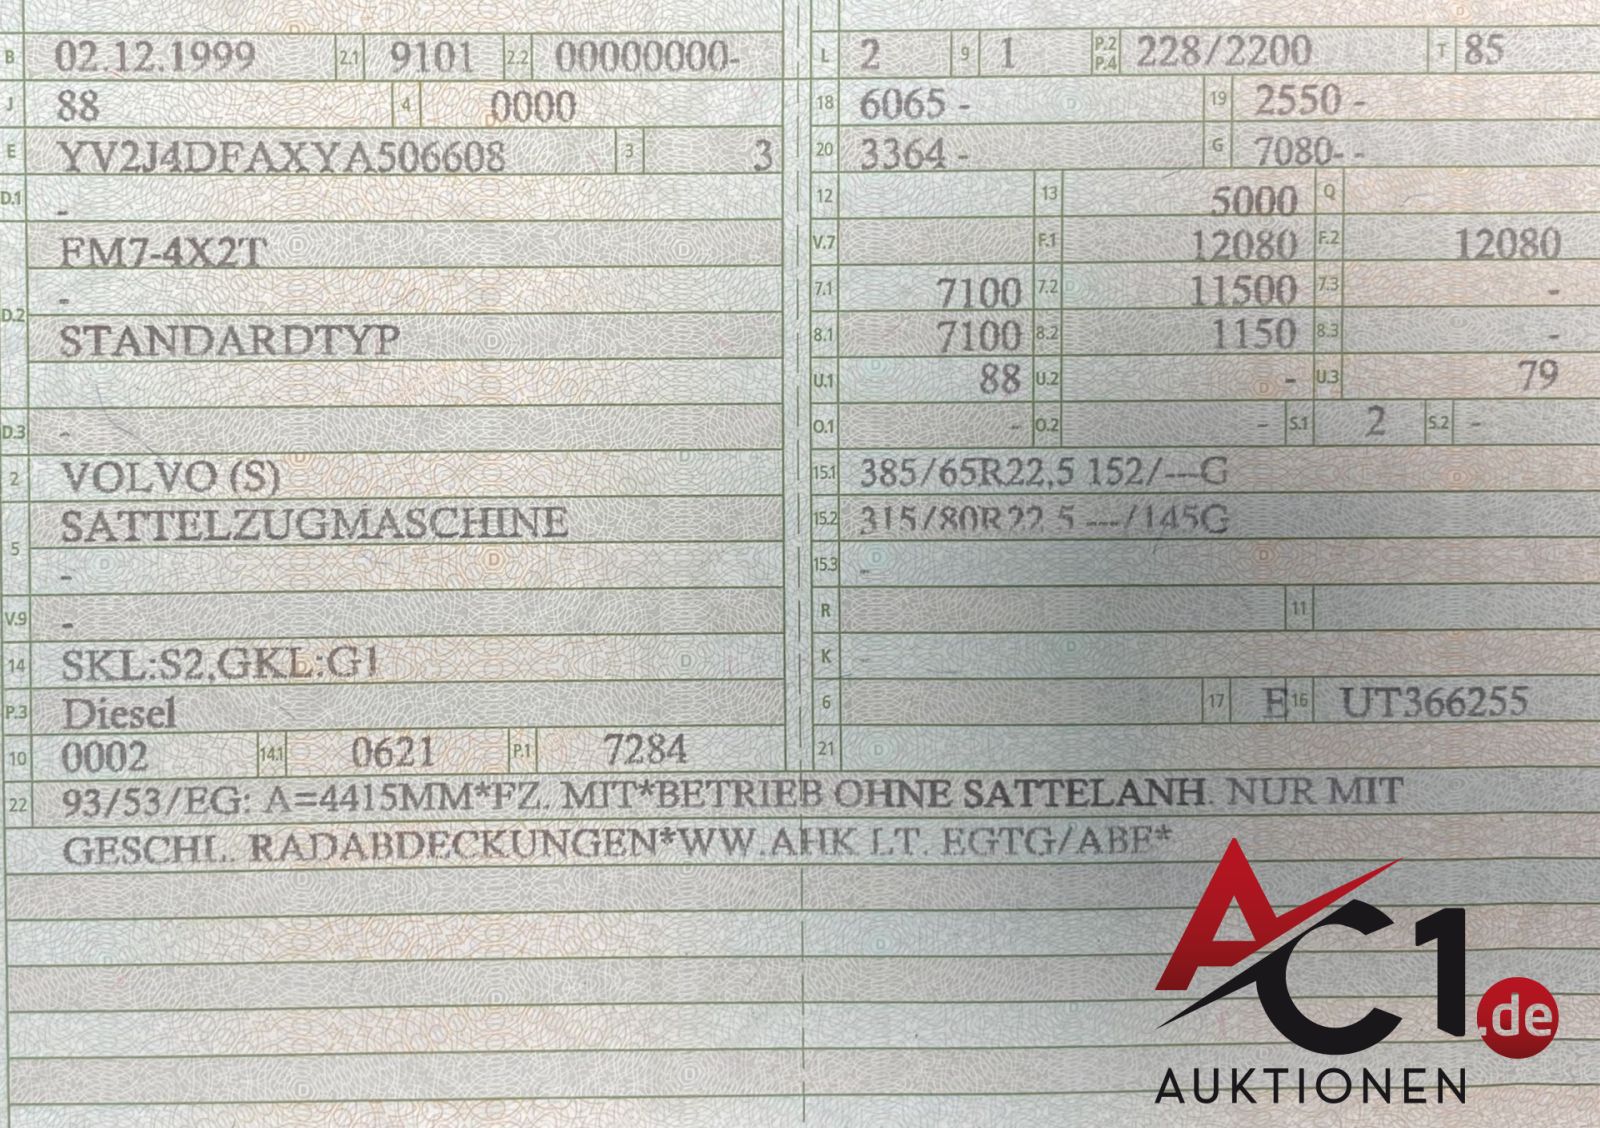 B 02.12.1999 2.1 9101 2.2 00000000-
J 88 4 0000
E YV2J4DFAXYA506608 3 3
D.1 -
FM7-4X2T
D.2 -
STANDARDTYP
D.3 -
2 VOLVO (S)
SATTELZUGMASCHINE
5 -
V.9 -
14 SKL:S2,GKL:G1
P.3 Diesel
10 0002 14.1 0621 P.1 7284
L 2 9 1 P.2 P.4 228/2200 T 85
18 6065 - 19 2550 -
20 3364 - G 7080- -
12 13 5000 Q
V.7 F.1 12080 F.2 12080
7.1 7100 7.2 11500 7.3 -
8.1 7100 8.2 1150 8.3 -
U.1 88 U.2 - U.3 79
O.1 - O.2 - S.1 2 S.2 -
15.1 385/65R22,5 152/---G
15.2 315/80R22 5 ---/145G
15.3 -
R 11
K -
6 17 E 16 UT366255
21
22 93/53/EG: A=4415MM*FZ. MIT*BETRIEB OHNE SATTELANH. NUR MIT
GESCHL. RADABDECKUNGEN*WW.AHK LT. EGTG/ABE*
AC1.de
AUKTIONEN